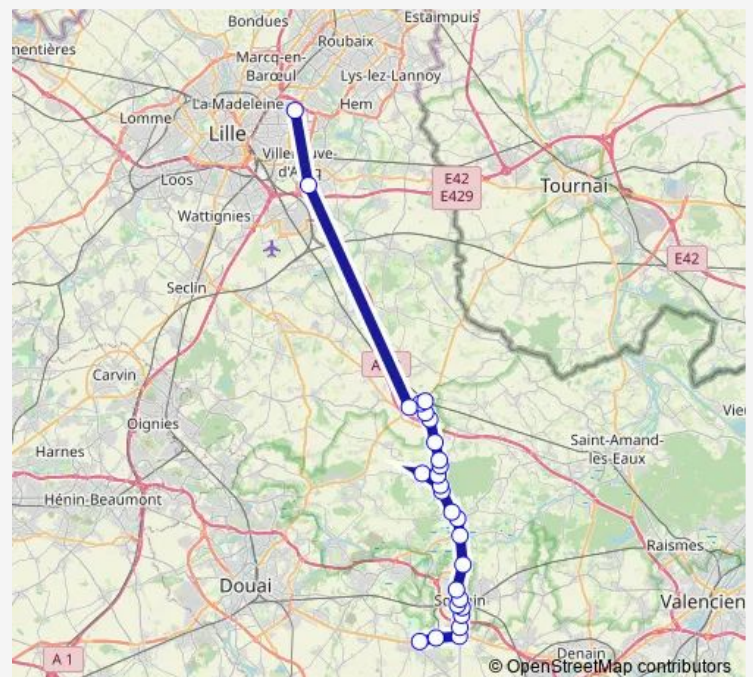 Bondues
Estaimpuis
mentières
Roubaix
Marcq-en-
Barœul
Lys-lez-Lannoy
La-Madeleine
Hem
Lomme
Lille
Loos
E42
E429
Tournai
Wattignies
E42
Seclin
Carvin
Oignies
Harnes
Saint-Amand-
les-Eaux
Hénin-Beaumont
Raismes
Douai
Valencien
A 1
Denain
© OpenStreetMap contributors